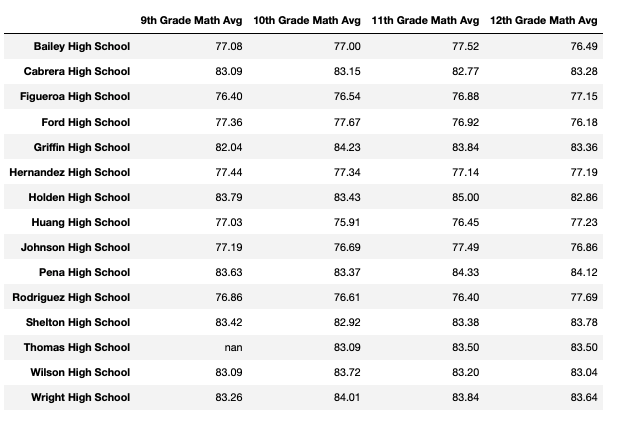 9th Grade Math Avg 10th Grade Math Avg 11th Grade Math Avg 12th Grade Math Avg
Bailey High School 77.08 77.00 77.52 76.49
Cabrera High School 83.09 83.15 82.77 83.28
Figueroa High School 76.40 76.54 76.88 77.15
Ford High School 77.36 77.67 76.92 76.18
Griffin High School 82.04 84.23 83.84 83.36
Hernandez High School 77.44 77.34 77.14 77.19
Holden High School 83.79 83.43 85.00 82.86
Huang High School 77.03 75.91 76.45 77.23
Johnson High School 77.19 76.69 77.49 76.86
Pena High School 83.63 83.37 84.33 84.12
Rodriguez High School 76.86 76.61 76.40 77.69
Shelton High School 83.42 82.92 83.38 83.78
Thomas High School nan 83.09 83.50 83.50
Wilson High School 83.09 83.72 83.20 83.04
Wright High School 83.26 84.01 83.84 83.64